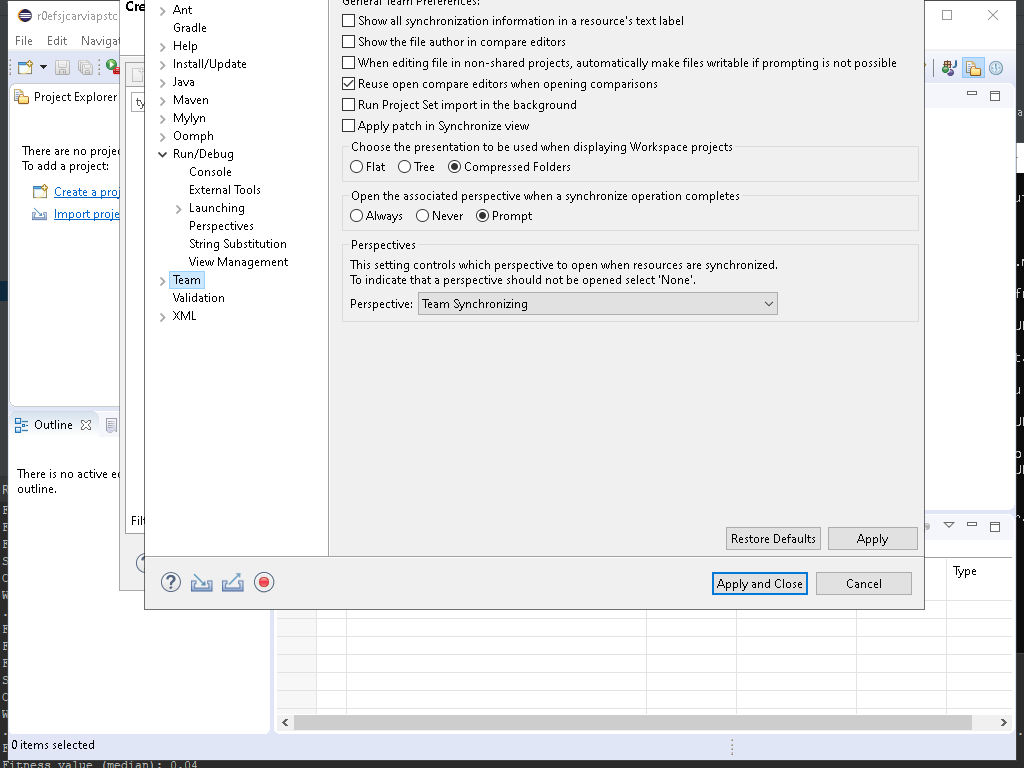 r0efsjcarviapstc
Cre
File Edit Navigat
Project Explorer
There are no proje
To add a project:
Create a proj
Import proje
Outline
There is no active e
outline.
Ant
Gradle
Help
Install/Update
Java
Maven
Mylyn
Oomph
Run/Debug
Console
External Tools
Launching
Perspectives
String Substitution
View Management
Team
Validation
XML
General Team Preferences:
Show all synchronization information in a resource's text label
Show the file author in compare editors
When editing file in non-shared projects, automatically make files writable if prompting is not possible
Reuse open compare editors when opening comparisons
Run Project Set import in the background
Apply patch in Synchronize view
Choose the presentation to be used when displaying Workspace projects
Flat Tree Compressed Folders
Open the associated perspective when a synchronize operation completes
Always Never Prompt
Perspectives
This setting controls which perspective to open when resources are synchronized.
To indicate that a perspective should not be opened select 'None'.
Perspective: Team Synchronizing
Restore Defaults Apply
Apply and Close Cancel
ty
Filt
Type
0 items selected
Fitness value (median): 0.04